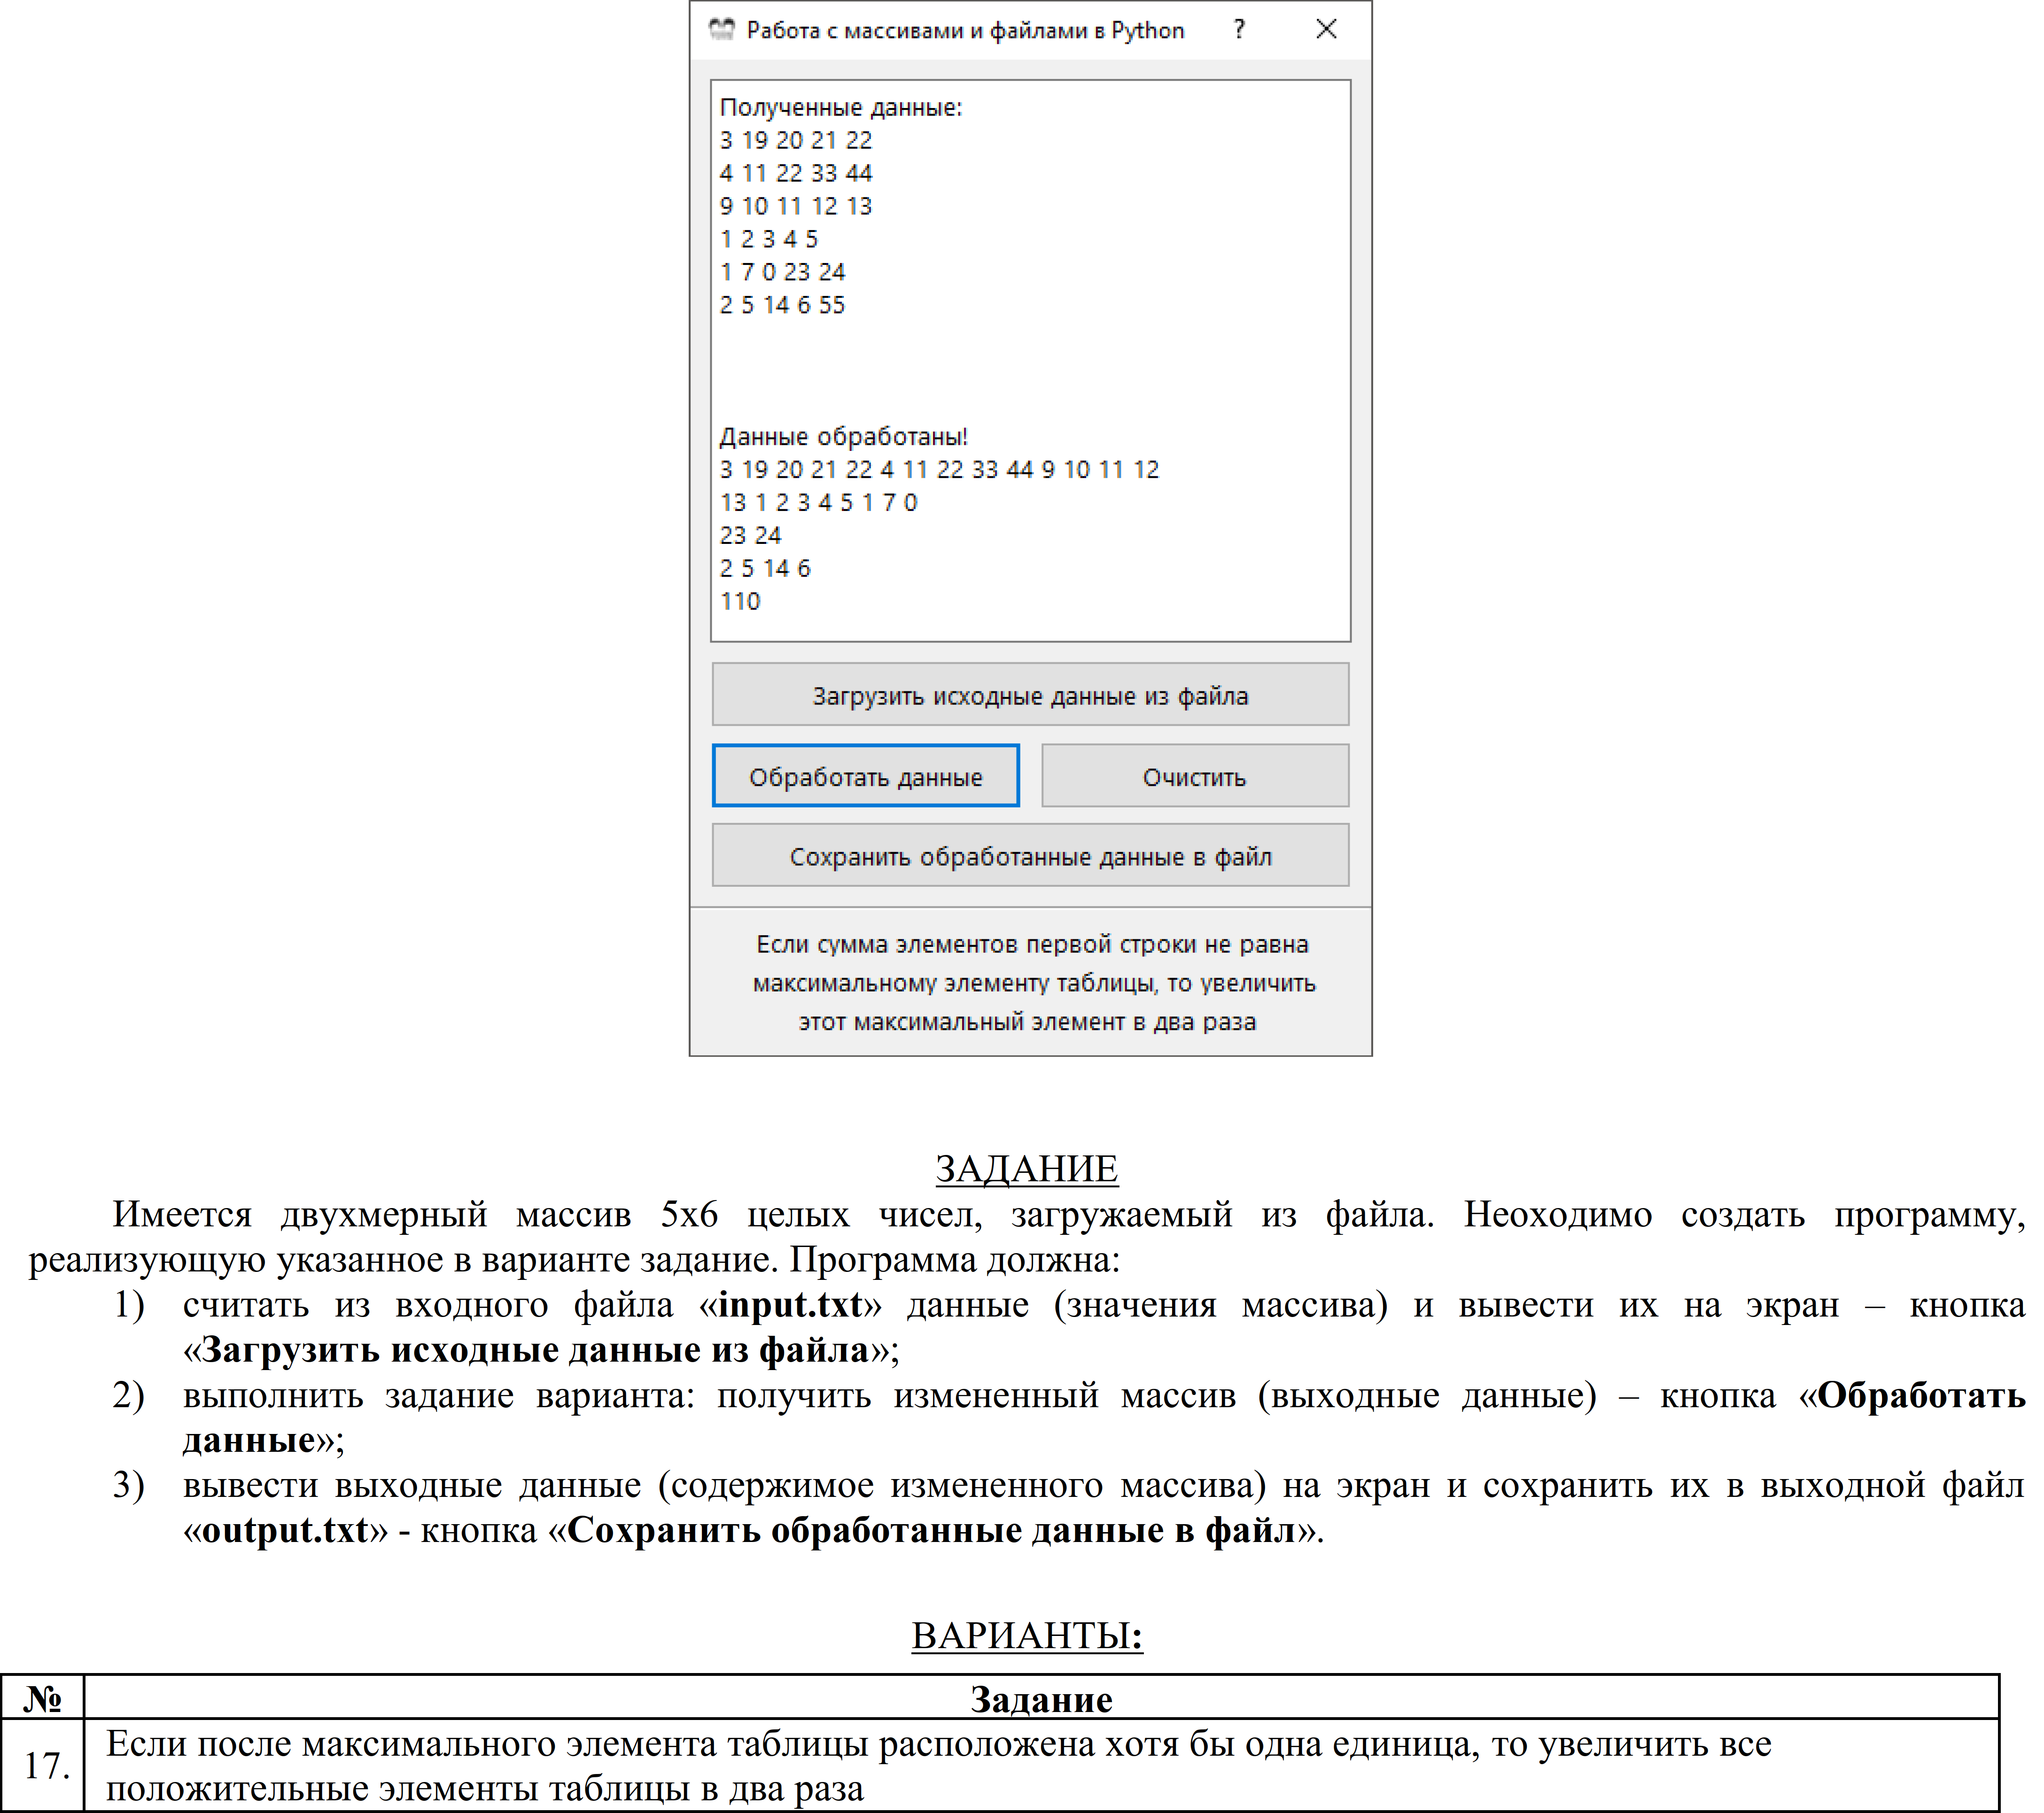 Работа с массивами и файлами в Python ?
Полученные данные:
3 19 20 21 22
4 11 22 33 44
9 10 11 12 13
1 2 3 4 5
1 7 0 23 24
2 5 14 6 55
Данные обработаны!
3 19 20 21 22 4 11 22 33 44 9 10 11 12
13 1 2 3 4 5 1 7 0
23 24
2 5 14 6
110
Загрузить исходные данные из файла
Обработать данные
Очистить
Сохранить обработанные данные в файл
Если сумма элементов первой строки не равна
максимальному элементу таблицы, то увеличить
этот максимальный элемент в два раза
ЗАДАНИЕ
Имеется двухмерный массив 5х6 целых чисел, загружаемый из файла. Неоходимо создать программу,
реализующую указанное в варианте задание. Программа должна:
1) считать из входного файла «input.txt» данные (значения массива) и вывести их на экран – кнопка
«Загрузить исходные данные из файла»;
2) выполнить задание варианта: получить измененный массив (выходные данные) – кнопка «Обработать
данные»;
3) вывести выходные данные (содержимое измененного массива) на экран и сохранить их в выходной файл
«output.txt» - кнопка «Сохранить обработанные данные в файл».
ВАРИАНТЫ:
№ Задание
17. Если после максимального элемента таблицы расположена хотя бы одна единица, то увеличить все
положительные элементы таблицы в два раза